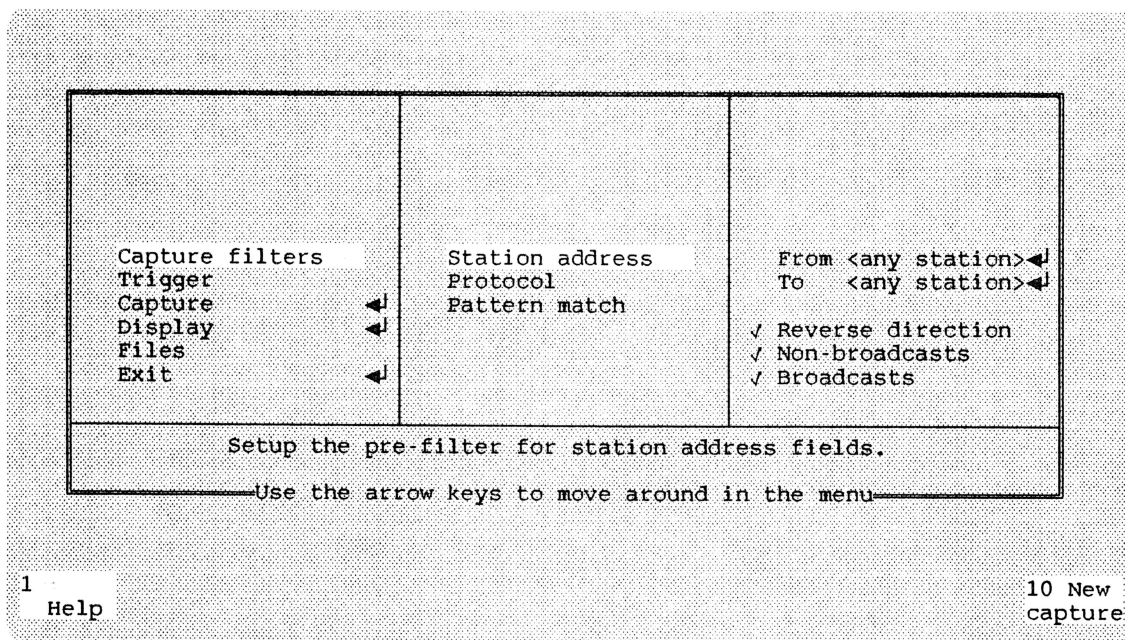 Capture filters
Trigger
Capture ◄┘
Display ◄┘
Files
Exit ◄┘
Station address
Protocol
Pattern match
From <any station>◄┘
To <any station>◄┘
√ Reverse direction
√ Non-broadcasts
√ Broadcasts
Setup the pre-filter for station address fields.
Use the arrow keys to move around in the menu
1
Help
10 New
capture